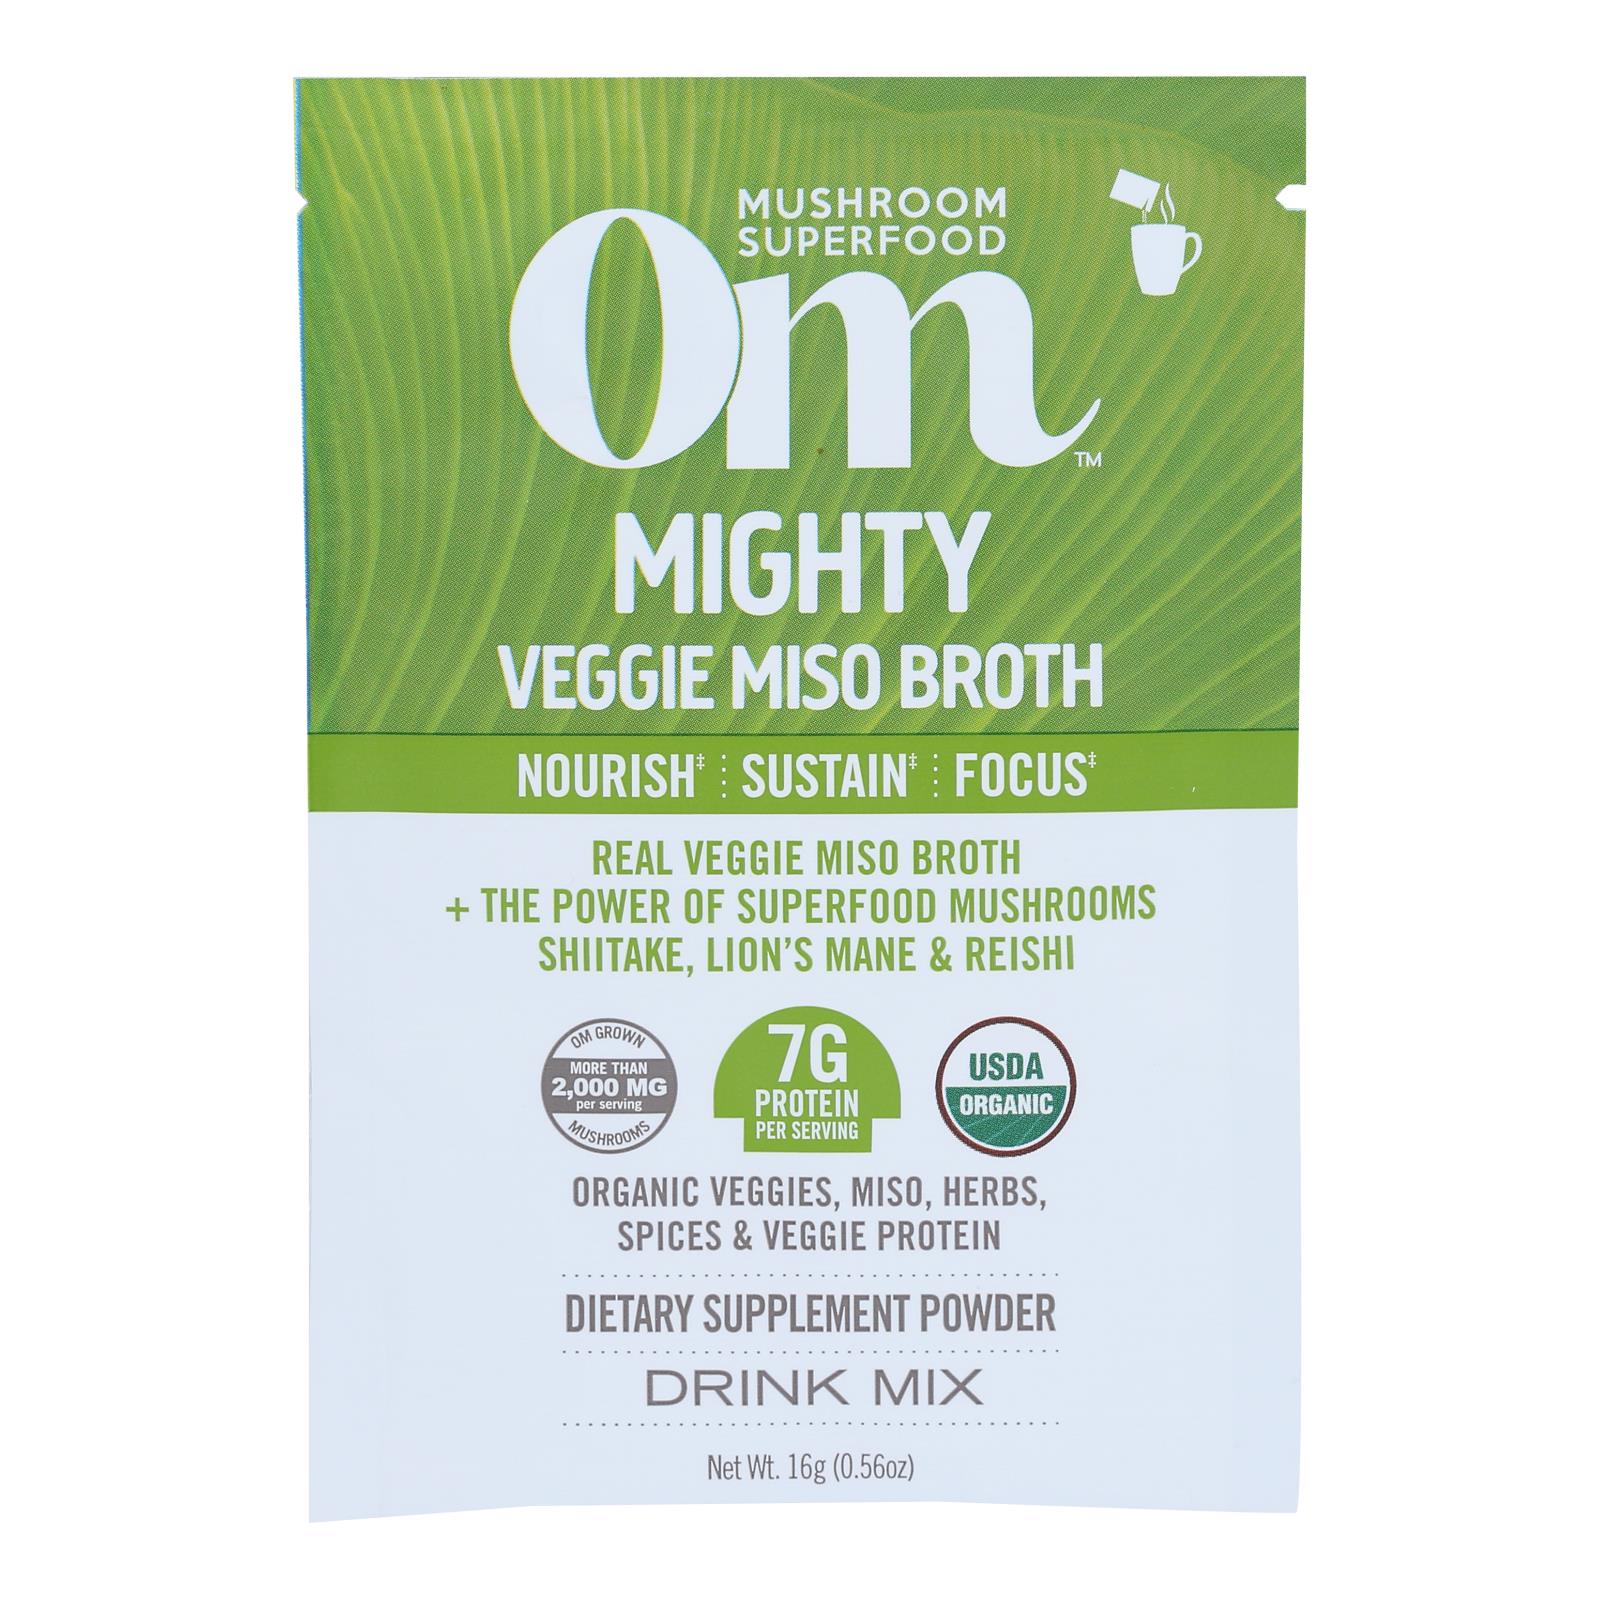 MUSHROOM
SUPERFOOD
Om™
MIGHTY
VEGGIE MISO BROTH
NOURISH‡ SUSTAIN‡ FOCUS‡
REAL VEGGIE MISO BROTH
+ THE POWER OF SUPERFOOD MUSHROOMS
SHIITAKE, LION'S MANE & REISHI
OM GROWN
MORE THAN
2,000 MG
per serving
MUSHROOMS
7G
PROTEIN
PER SERVING
USDA
ORGANIC
ORGANIC VEGGIES, MISO, HERBS,
SPICES & VEGGIE PROTEIN
DIETARY SUPPLEMENT POWDER
DRINK MIX
Net Wt. 16g (0.56oz)